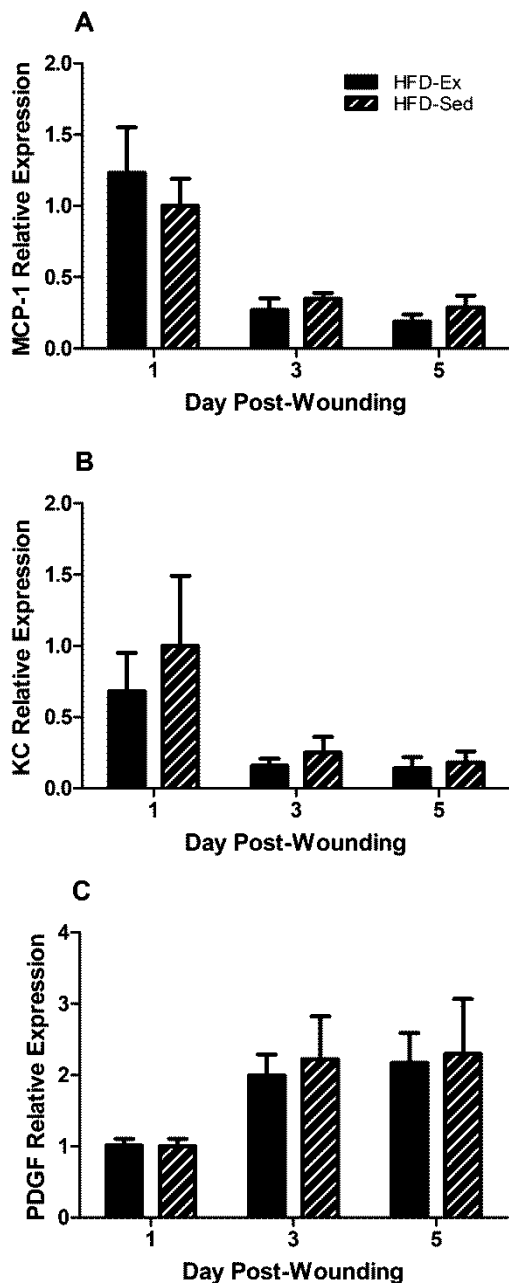 A
MCP-1 Relative Expression
2.0
1.5
1.0
0.5
0.0
HFD-Ex
HFD-Sed
1 3 5
Day Post-Wounding
B
KC Relative Expression
2.0
1.5
1.0
0.5
0.0
1 3 5
Day Post-Wounding
C
PDGF Relative Expression
4
3
2
1
0
1 3 5
Day Post-Wounding